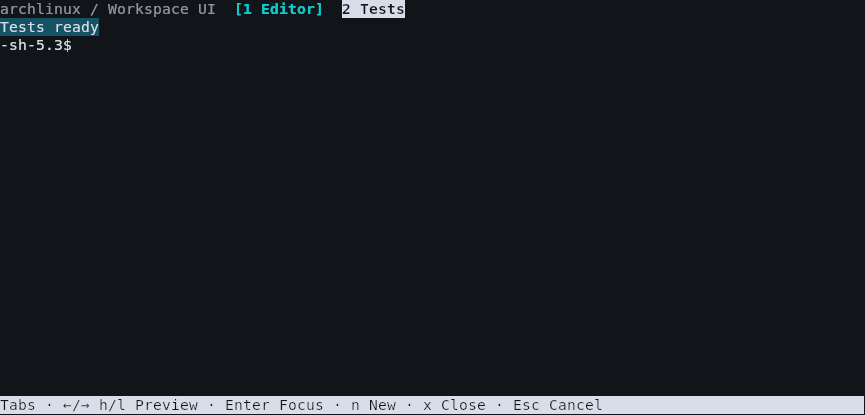 archlinux / Workspace UI  [1 Editor]  2 Tests
Tests ready
-sh-5.3$
Tabs · ←/→ h/l Preview · Enter Focus · n New · x Close · Esc Cancel